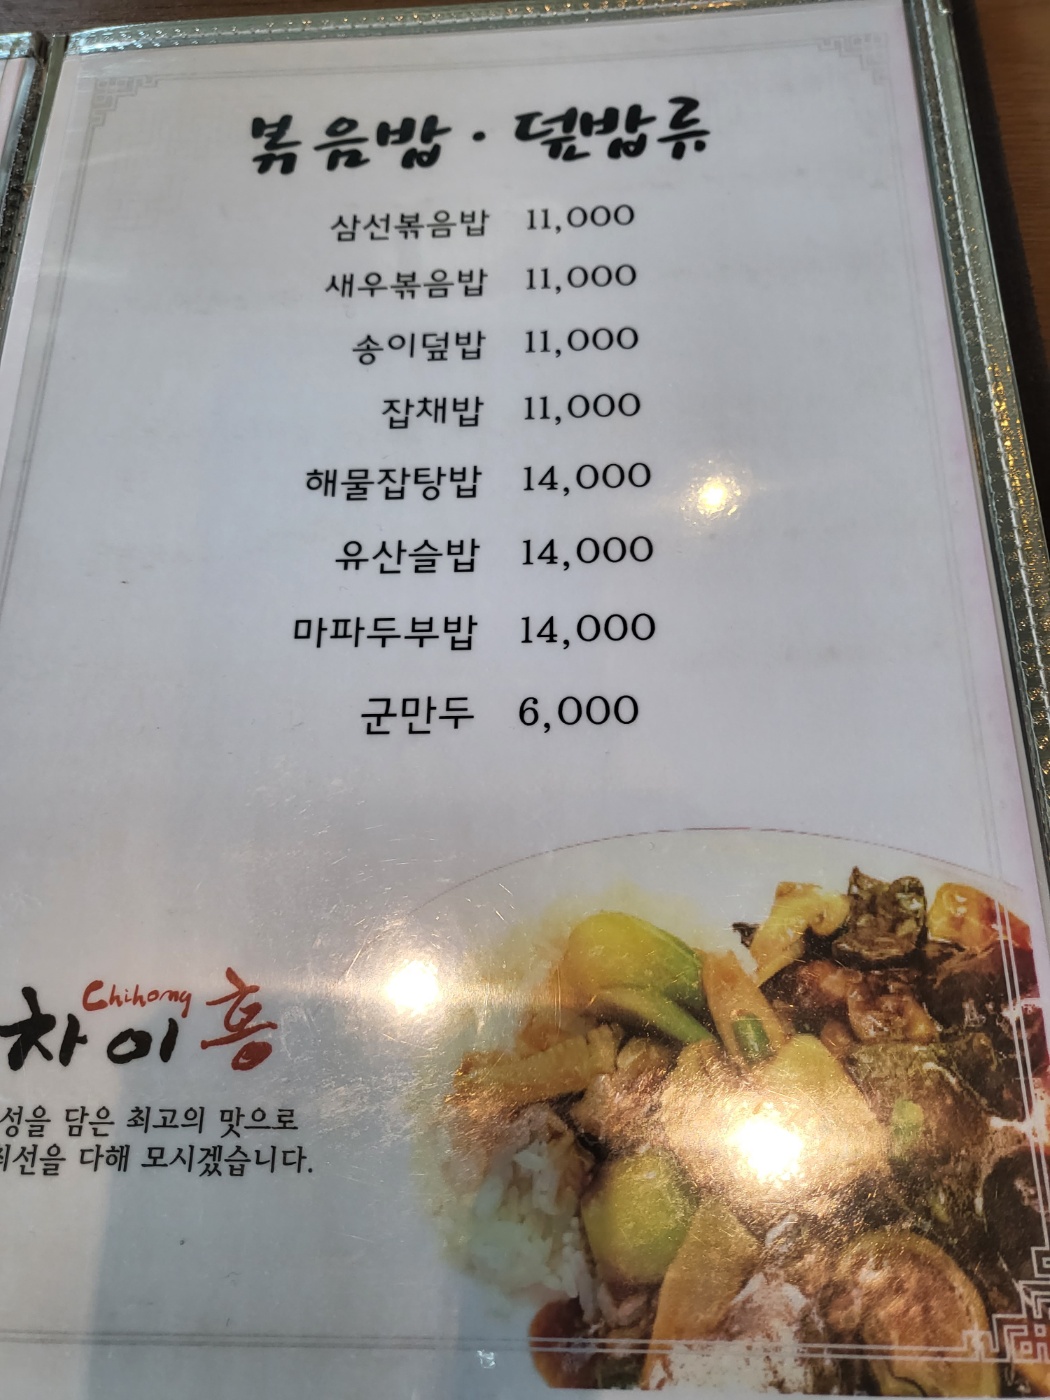 볶음밥 · 덮밥류
삼선볶음밥 11,000
새우볶음밥 11,000
송이덮밥 11,000
잡채밥 11,000
해물잡탕밥 14,000
유산슬밥 14,000
마파두부밥 14,000
군만두 6,000
Chihong
차이홍
성을 담은 최고의 맛으로
최선을 다해 모시겠습니다.